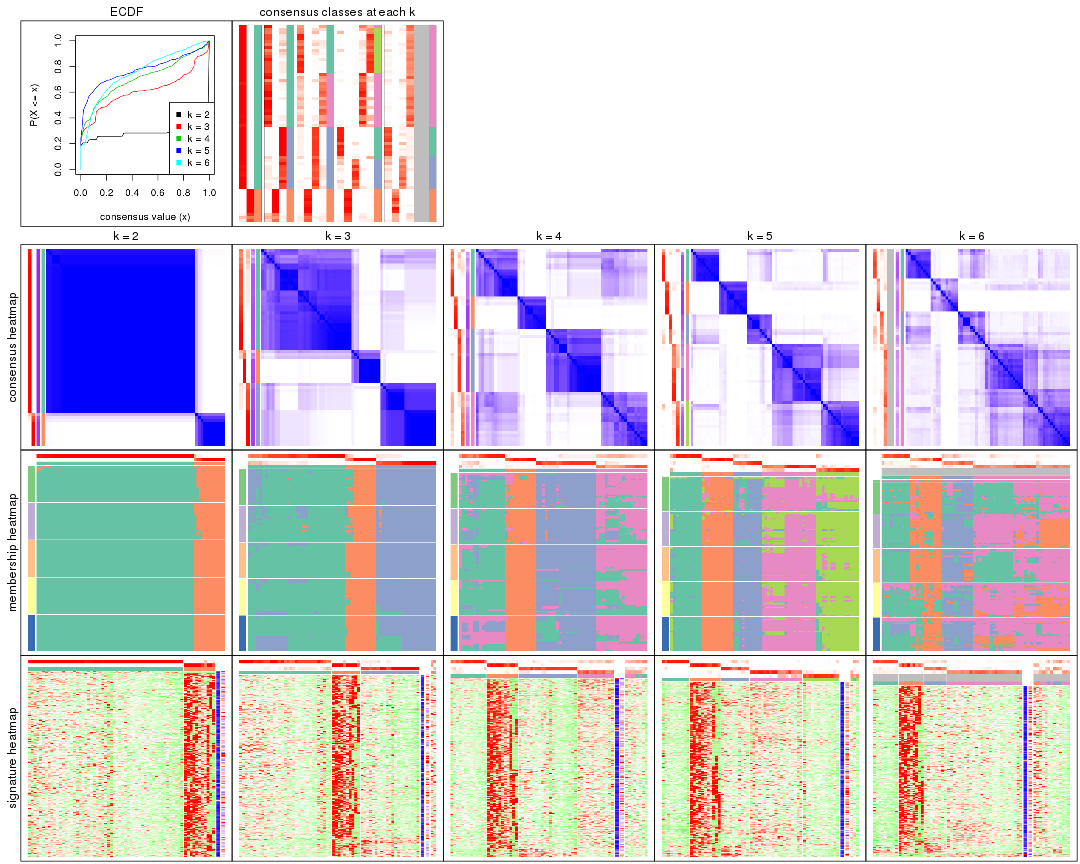 ECDF
consensus classes at each k
P(X <= x)
0.0 0.2 0.4 0.6 0.8 1.0
k = 2
k = 3
k = 4
k = 5
k = 6
0.0 0.2 0.4 0.6 0.8 1.0
consensus value (x)
k = 2 k = 3 k = 4 k = 5 k = 6
consensus heatmap
membership heatmap
signature heatmap